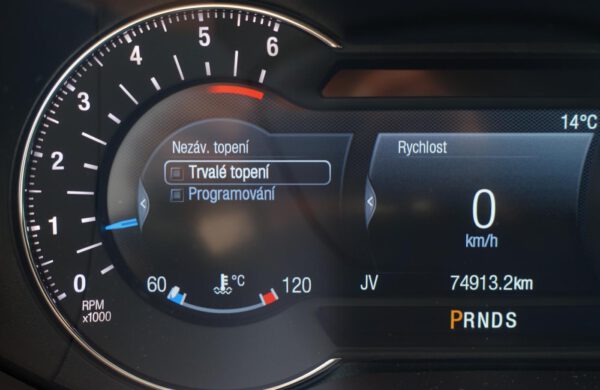 6
5
4
3
2
1
0
RPM
x1000
Nezáv. topení
Trvalé topení
Programování
60 °C 120
14°C
Rychlost
0
km/h
JV 74913.2km
PRNDS